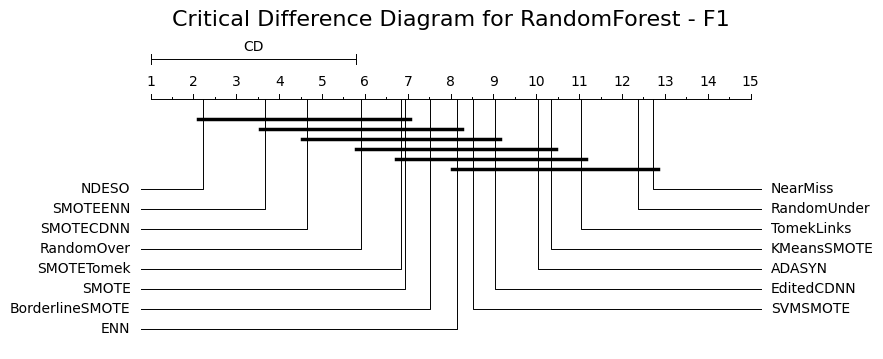 Critical Difference Diagram for RandomForest - F1
CD
1 2 3 4 5 6 7 8 9 10 11 12 13 14 15
NDESO NearMiss
SMOTEENN RandomUnder
SMOTECDNN TomekLinks
RandomOver KMeansSMOTE
SMOTETomek ADASYN
SMOTE EditedCDNN
BorderlineSMOTE SVMSMOTE
ENN